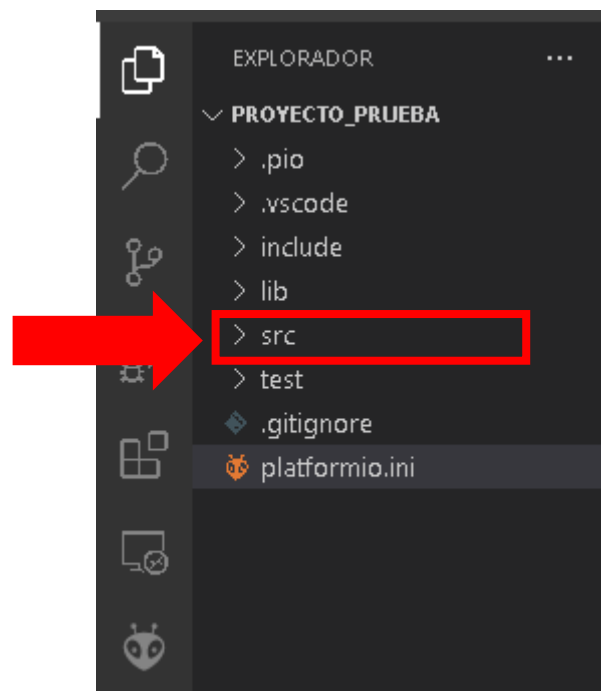 EXPLORADOR ...
PROYECTO_PRUEBA
.pio
.vscode
include
lib
src
test
.gitignore
platformio.ini